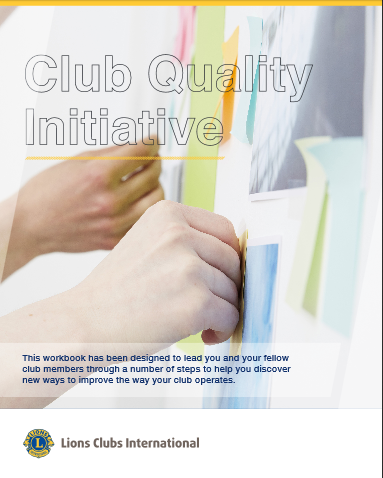 Club Quality
Initiative
This workbook has been designed to lead you and your fellow
club members through a number of steps to help you discover
new ways to improve the way your club operates.
Lions Clubs International